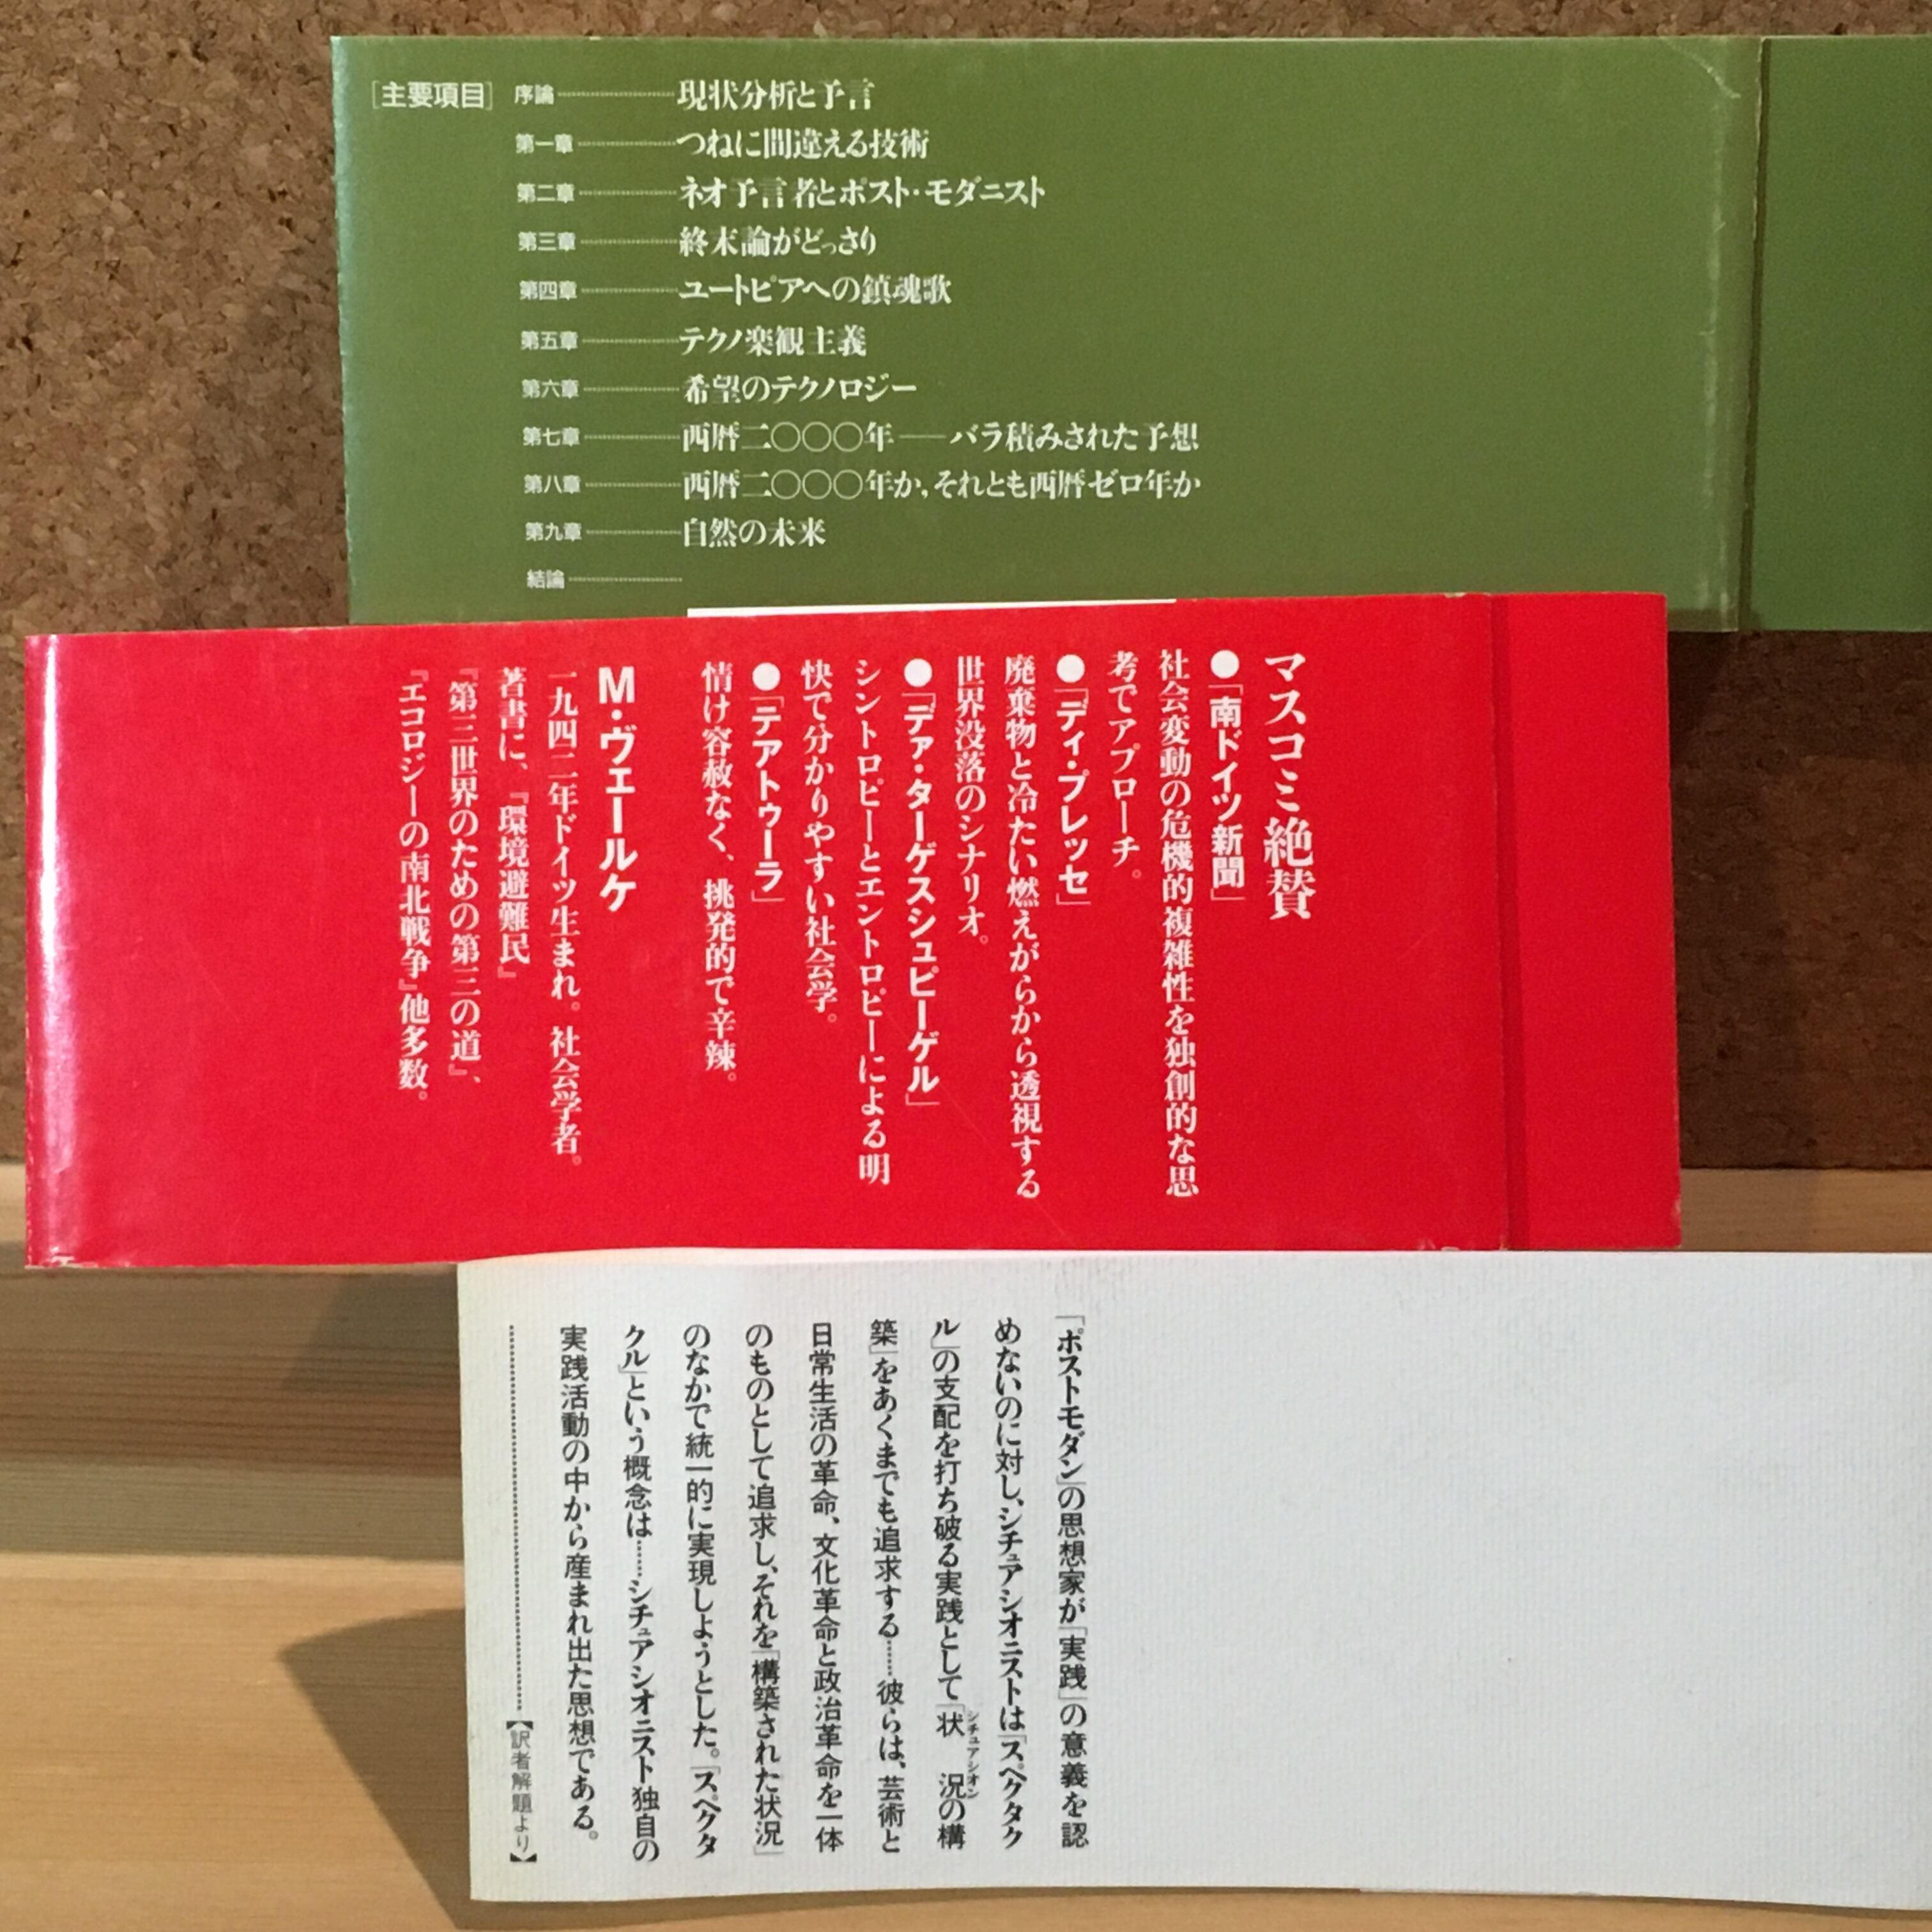 [主要項目] 序論………………現状分析と予言
第一章………………つねに間違える技術
第二章………………ネオ予言者とポスト・モダニスト
第三章………………終末論がどっさり
第四章………………ユートピアへの鎮魂歌
第五章………………テクノ楽観主義
第六章………………希望のテクノロジー
第七章………………西暦二〇〇〇年——バラ積みされた予想
第八章………………西暦二〇〇〇年か,それとも西暦ゼロ年か
第九章………………自然の未来
結論………………
マスコミ絶賛
●「南ドイツ新聞」
社会変動の危機的複雑性を独創的な思
考でアプローチ。
●「ディ・プレッセ」
廃棄物と冷たい燃えがらから透視する
世界没落のシナリオ。
●「デァ・ターゲスシュピーゲル」
シントロピーとエントロピーによる明
快で分かりやすい社会学。
●「テアトゥーラ」
情け容赦なく、挑発的で辛辣。
M・ヴェールケ
一九四二年ドイツ生まれ。社会学者。
著書に、『環境避難民』
『第三世界のための第三の道』、
『エコロジーの南北戦争』他多数。
「ポストモダン」の思想家が「実践」の意義を認
めないのに対し、シチュアシオニストは「スペクタク
ル」の支配を打ち破る実践として「状況の構
シチュアシオン
築」をあくまでも追求する……彼らは、芸術と
日常生活の革命、文化革命と政治革命を一体
のものとして追求し、それを「構築された状況」
のなかで統一的に実現しようとした。「スペクタ
クル」という概念は……シチュアシオニスト独自の
実践活動の中から産まれ出た思想である。
………………【訳者解題より】